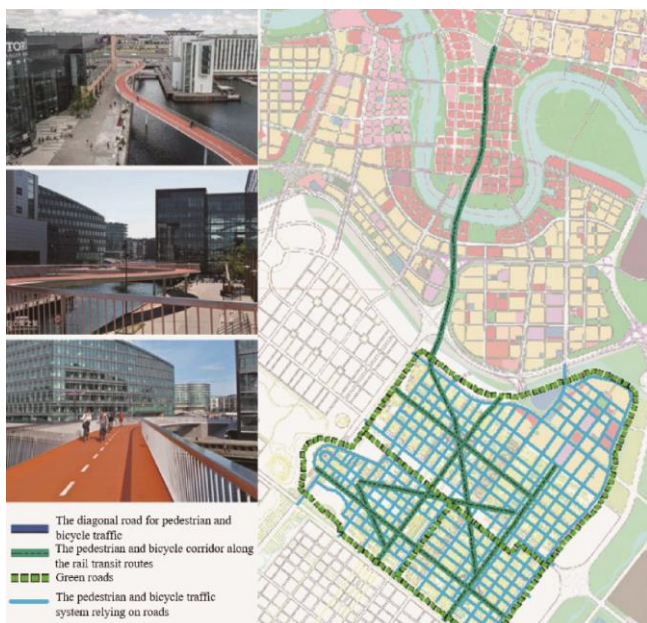 TOP
The diagonal road for pedestrian and
bicycle traffic
The pedestrian and bicycle corridor along
the rail transit routes
Green roads
The pedestrian and bicycle traffic
system relying on roads